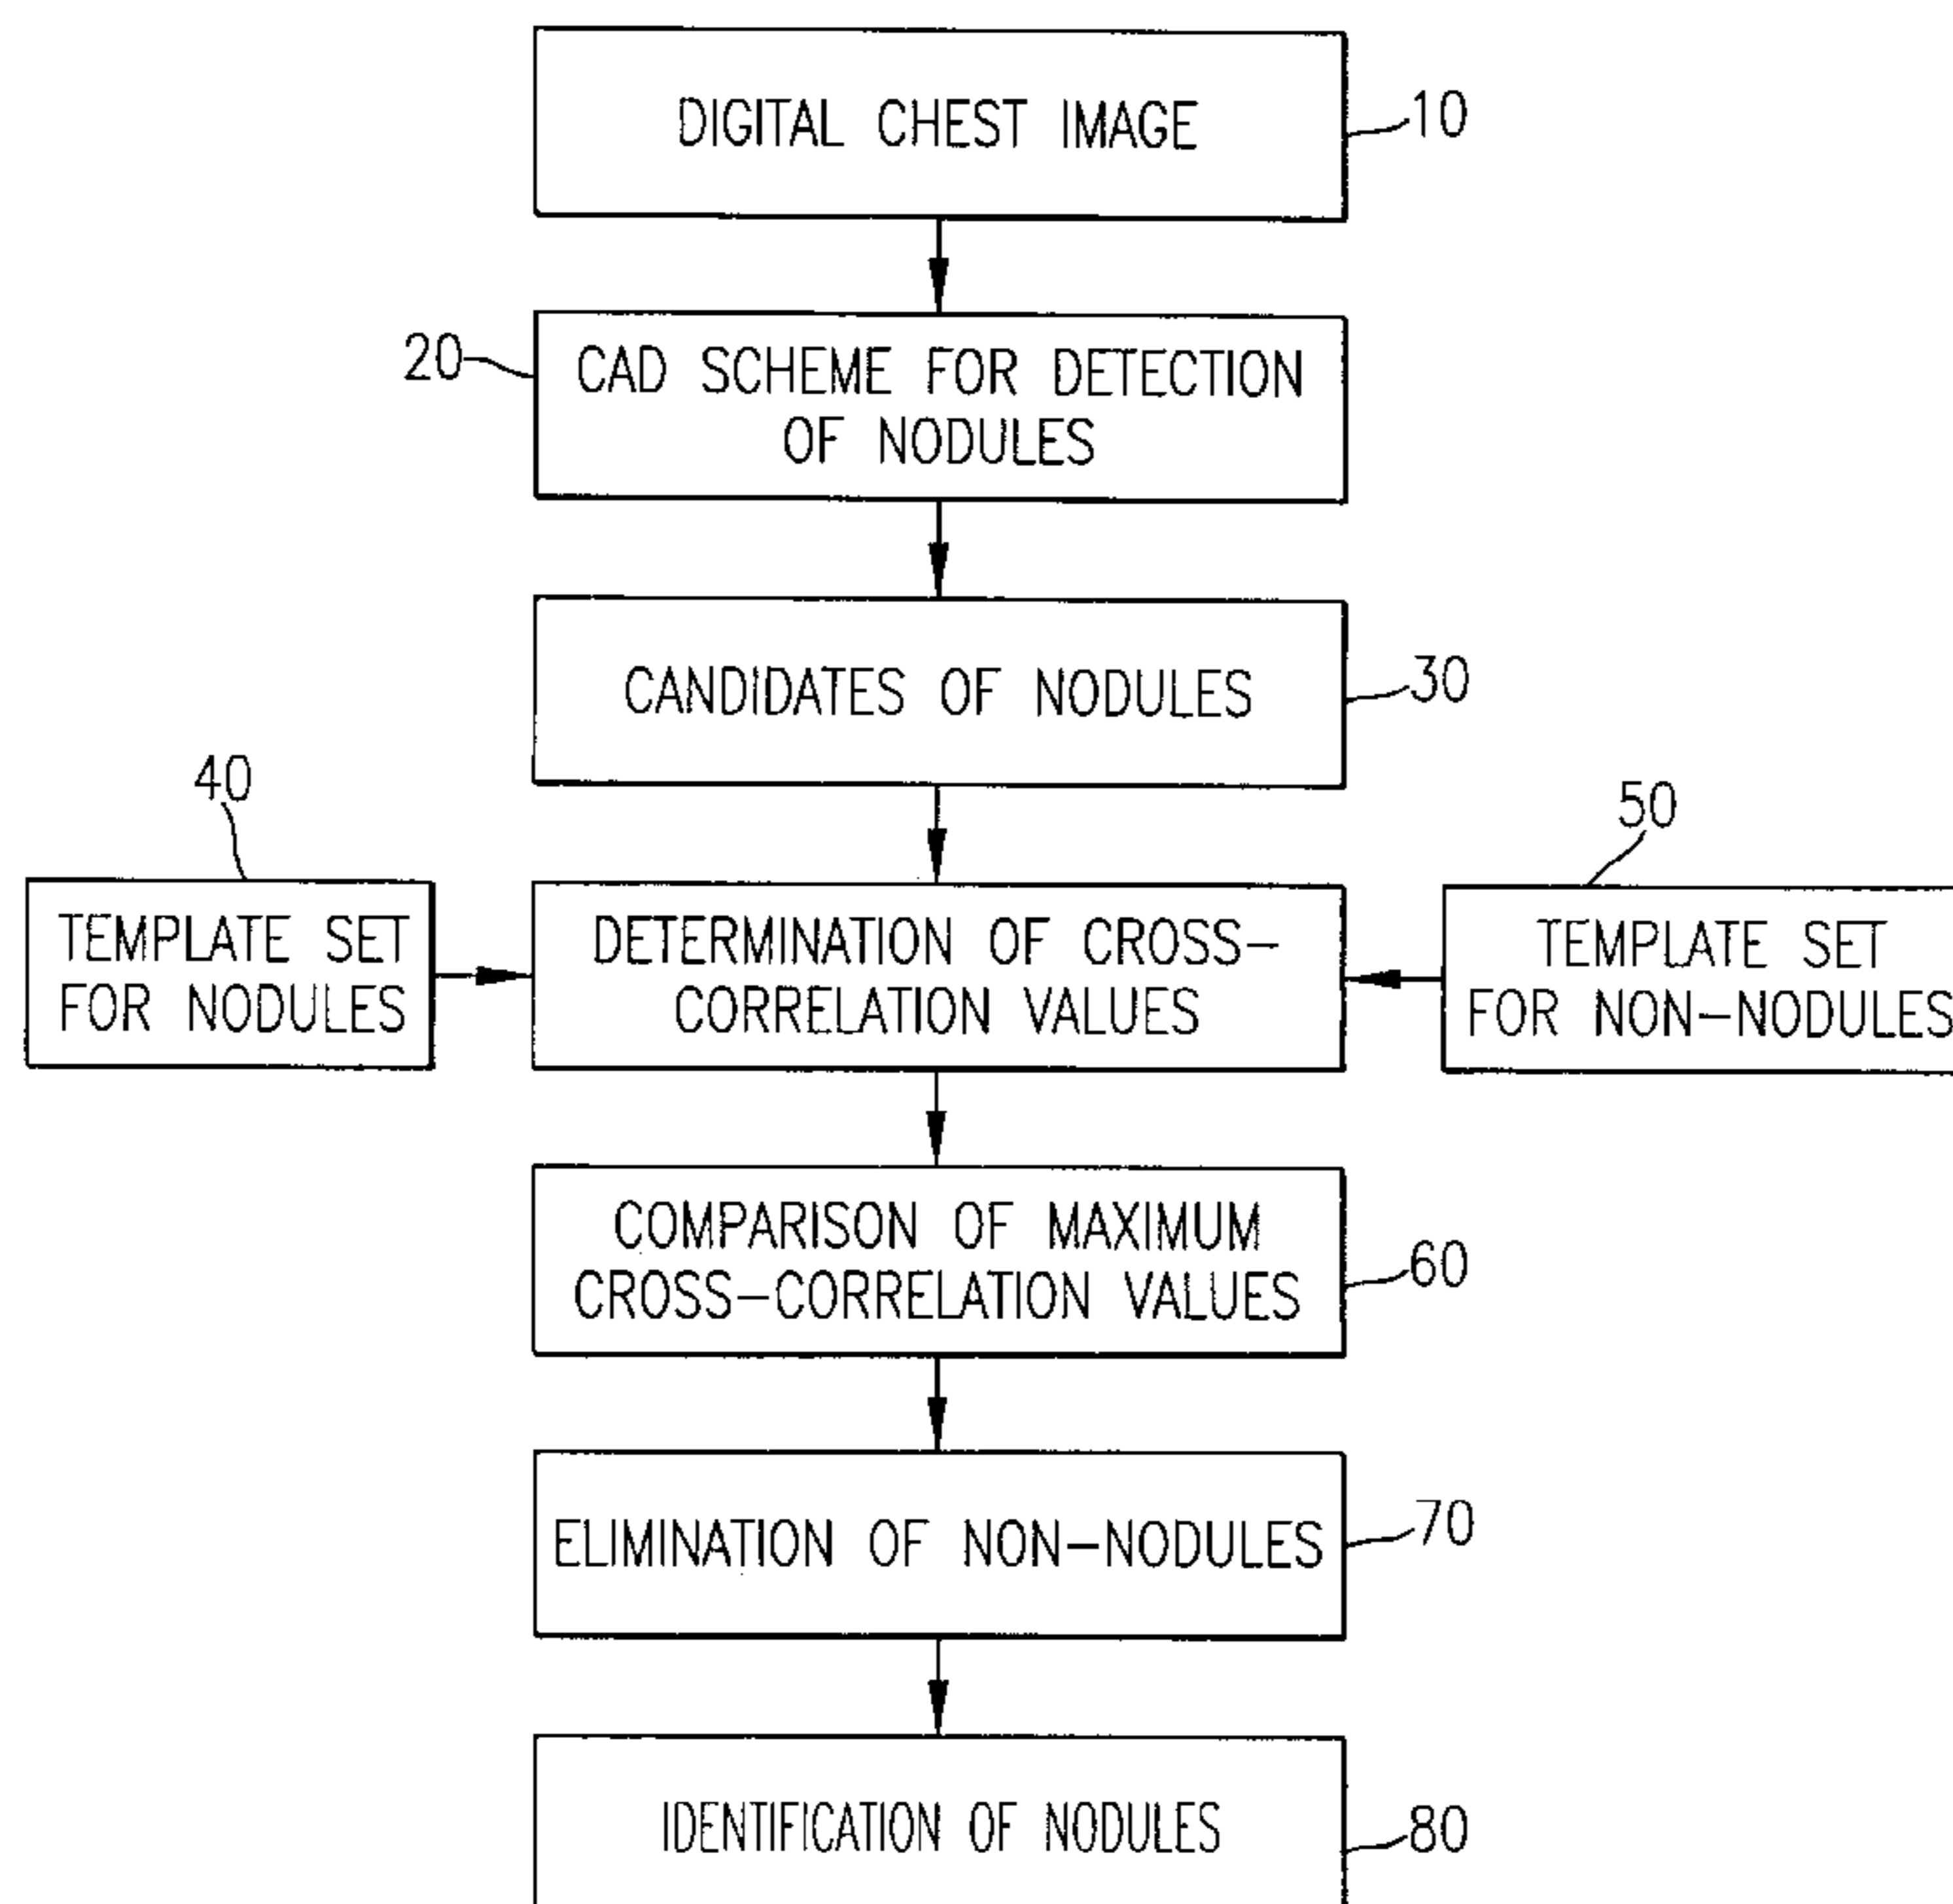 DIGITAL CHEST IMAGE
10
20
CAD SCHEME FOR DETECTION
OF NODULES
CANDIDATES OF NODULES
30
40
50
TEMPLATE SET
FOR NODULES
DETERMINATION OF CROSS-
CORRELATION VALUES
TEMPLATE SET
FOR NON-NODULES
COMPARISON OF MAXIMUM
CROSS-CORRELATION VALUES
60
ELIMINATION OF NON-NODULES
70
IDENTIFICATION OF NODULES
80